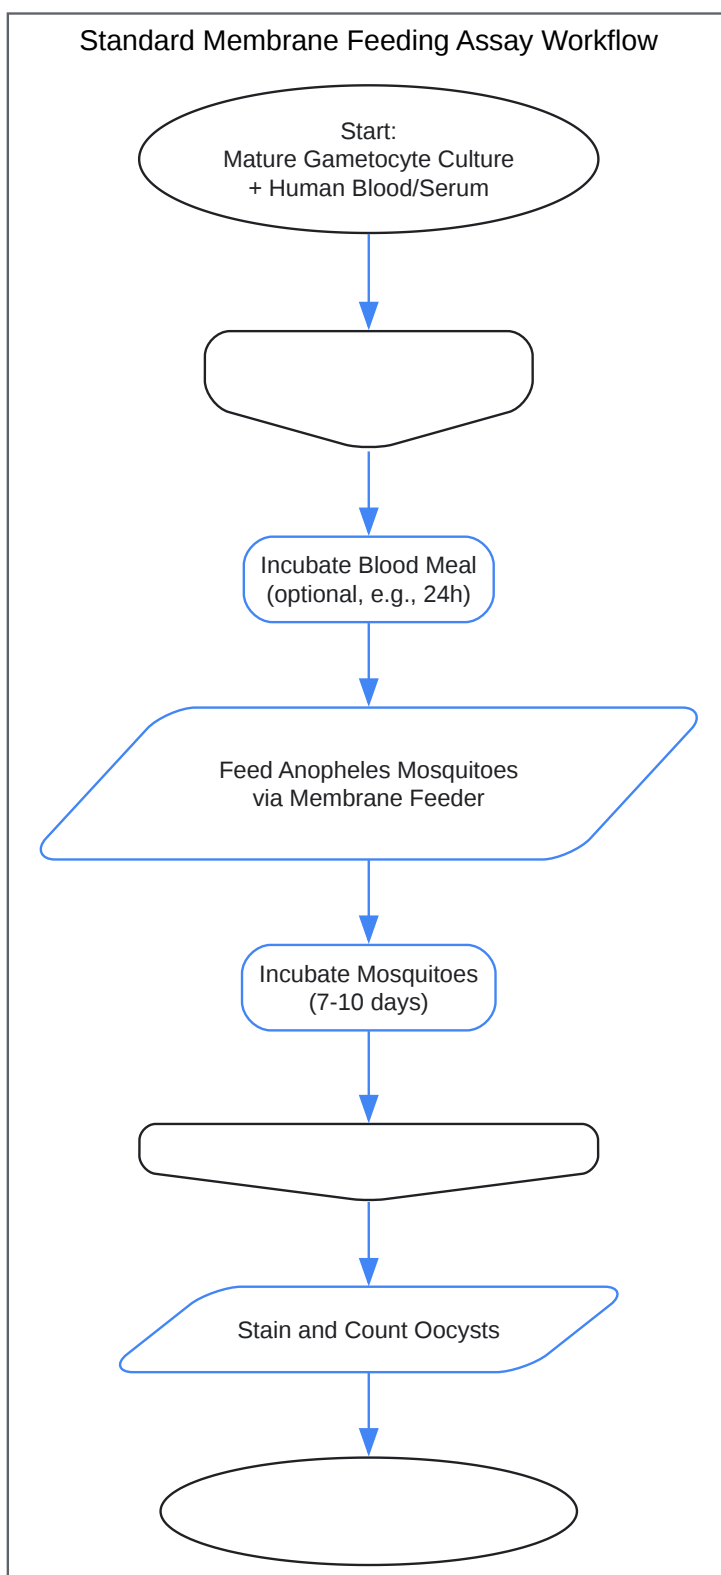 Standard Membrane Feeding Assay Workflow
Start:
Mature Gametocyte Culture
+ Human Blood/Serum
Incubate Blood Meal
(optional, e.g., 24h)
Feed Anopheles Mosquitoes
via Membrane Feeder
Incubate Mosquitoes
(7-10 days)
Stain and Count Oocysts